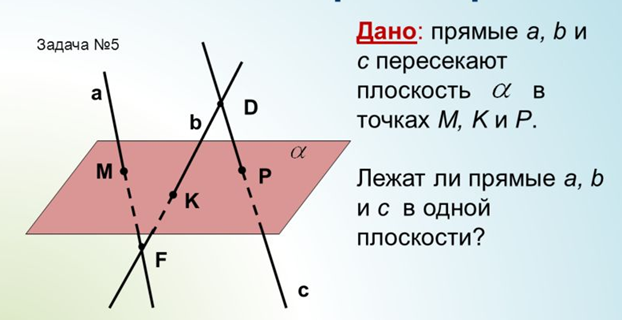 Задача №5
a
b
D
α
M
P
K
F
c
Дано: прямые a, b и
c пересекают
плоскость α в
точках M, K и P.
Лежат ли прямые a, b
и c в одной
плоскости?